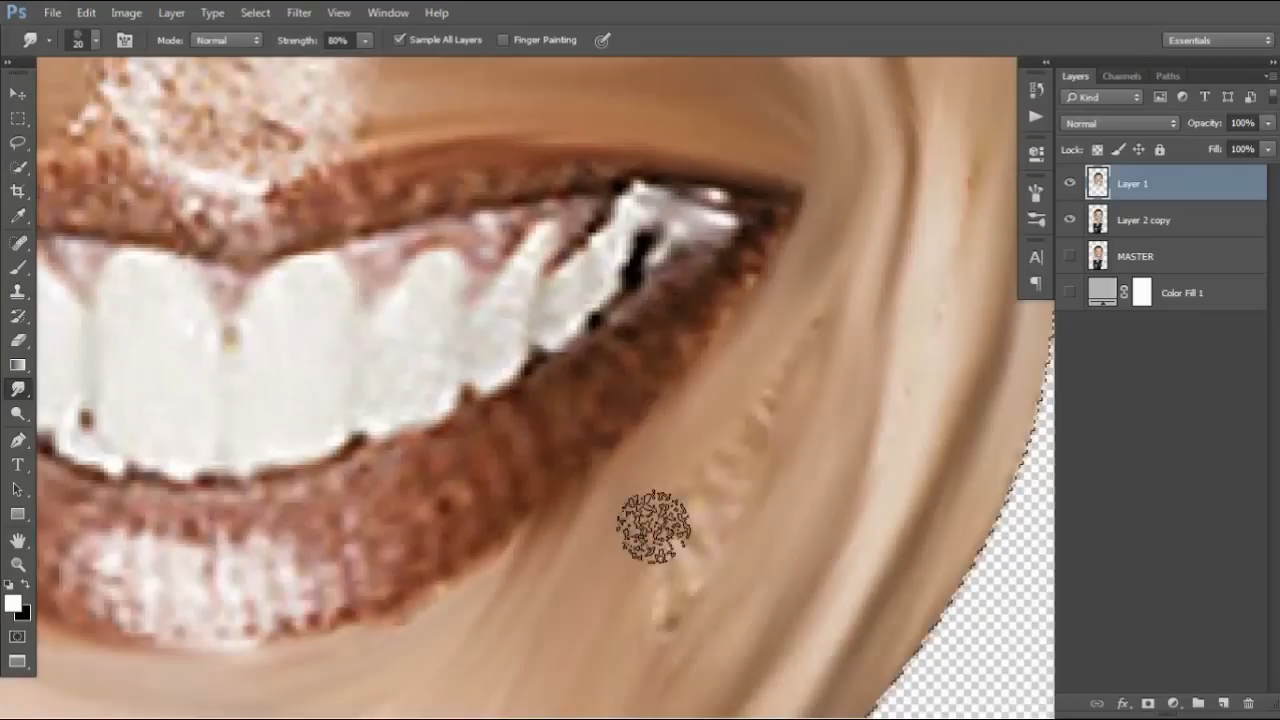 Ps File Edit Image Layer Type Select Filter View Window Help
20 Mode: Normal Strength: 80% Sample All Layers Finger Painting Essentials
Layers Channels Paths
Kind T
Normal Opacity: 100%
Lock: Fill: 100%
Layer 1
Layer 2 copy
MASTER
Color Fill 1
A
T
fx